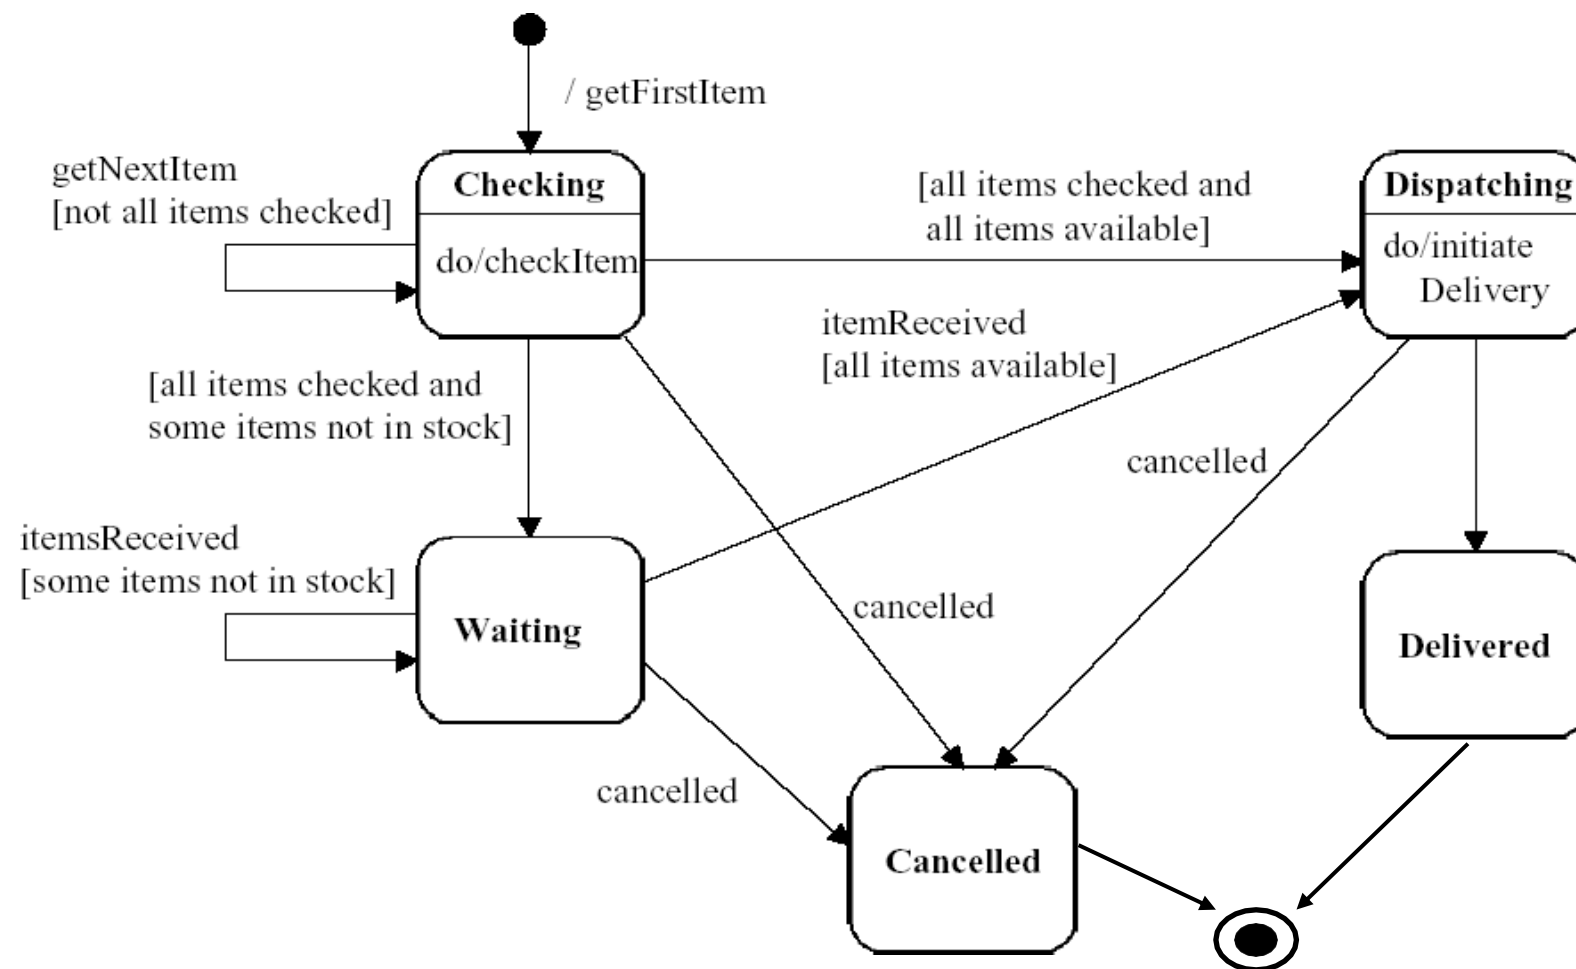 / getFirstItem
getNextItem
[not all items checked]
Checking
do/checkItem
[all items checked and
all items available]
Dispatching
do/initiate
Delivery
itemReceived
[all items available]
[all items checked and
some items not in stock]
cancelled
itemsReceived
[some items not in stock]
Waiting
cancelled
Delivered
cancelled
Cancelled